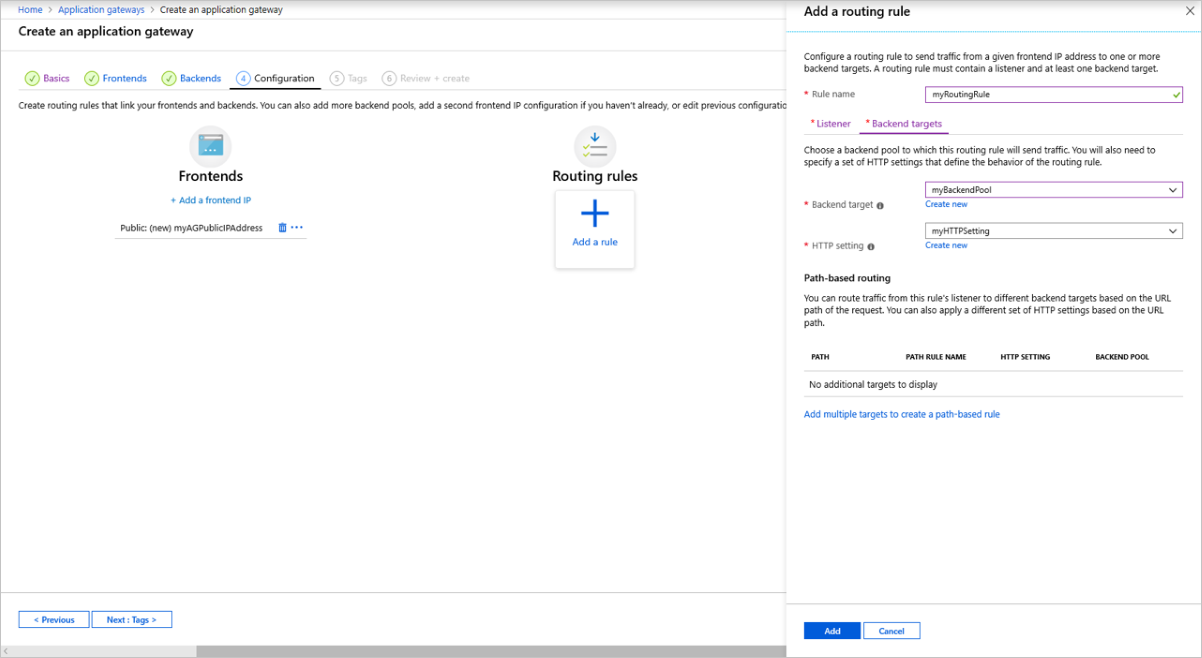 Home > Application gateways > Create an application gateway
Create an application gateway
Basics Frontends Backends 4 Configuration 5 Tags 6 Review + create
Create routing rules that link your frontends and backends. You can also add more backend pools, add a second frontend IP configuration if you haven't already, or edit previous configuratio
Frontends
+ Add a frontend IP
Public: (new) myAGPublicIPAddress
Routing rules
Add a rule
< Previous
Next : Tags >
Add a routing rule
Configure a routing rule to send traffic from a given frontend IP address to one or more
backend targets. A routing rule must contain a listener and at least one backend target.
* Rule name myRoutingRule
* Listener * Backend targets
Choose a backend pool to which this routing rule will send traffic. You will also need to
specify a set of HTTP settings that define the behavior of the routing rule.
myBackendPool
* Backend target Create new
myHTTPSetting
* HTTP setting Create new
Path-based routing
You can route traffic from this rule's listener to different backend targets based on the URL
path of the request. You can also apply a different set of HTTP settings based on the URL
path.
PATH PATH RULE NAME HTTP SETTING BACKEND POOL
No additional targets to display
Add multiple targets to create a path-based rule
Add Cancel